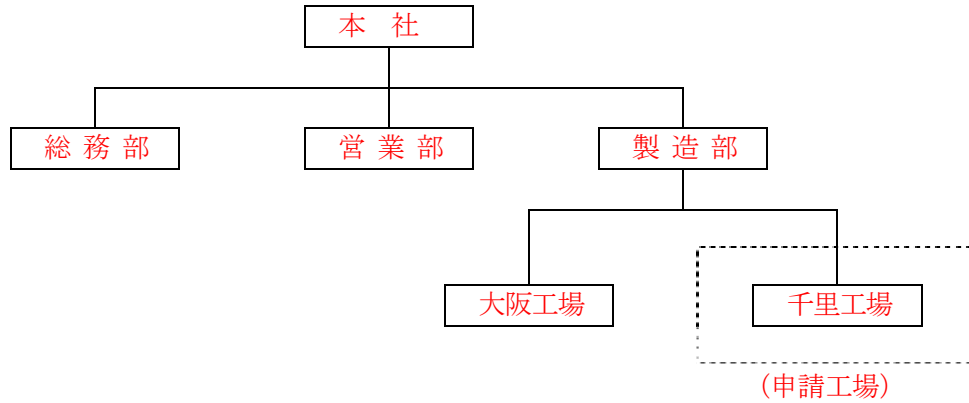 本 社
総 務 部
営 業 部
製 造 部
大阪工場
千里工場
（申請工場）